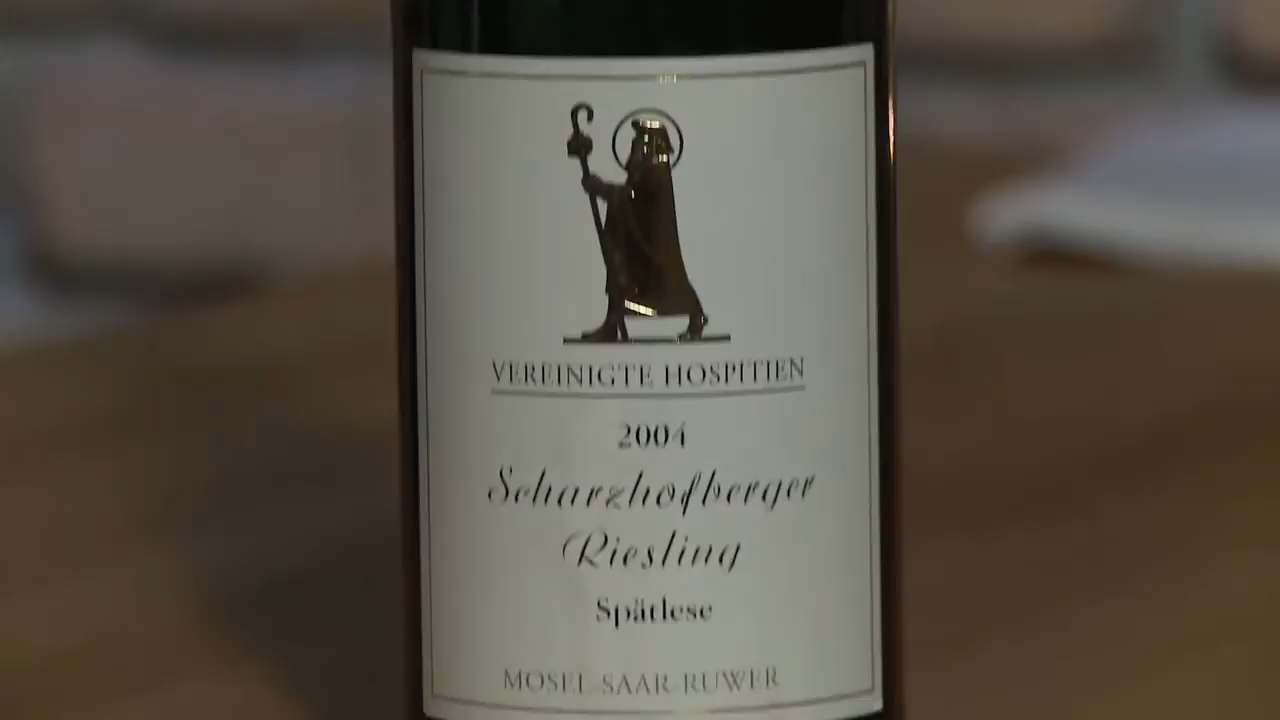 VEREINIGTE HOSPITIEN
2004
Scharzhofberger
Riesling
Spätlese
MOSEL-SAAR-RUWER